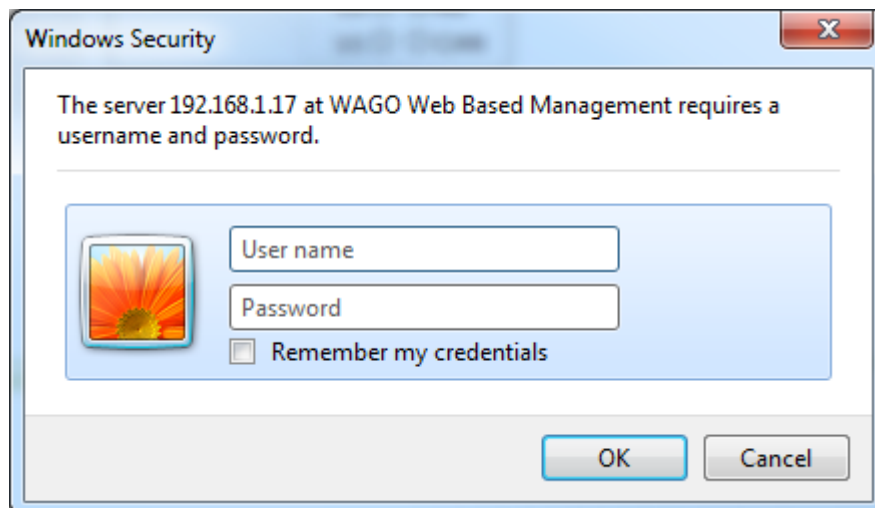 Windows Security
The server 192.168.1.17 at WAGO Web Based Management requires a
username and password.
User name
Password
Remember my credentials
OK
Cancel